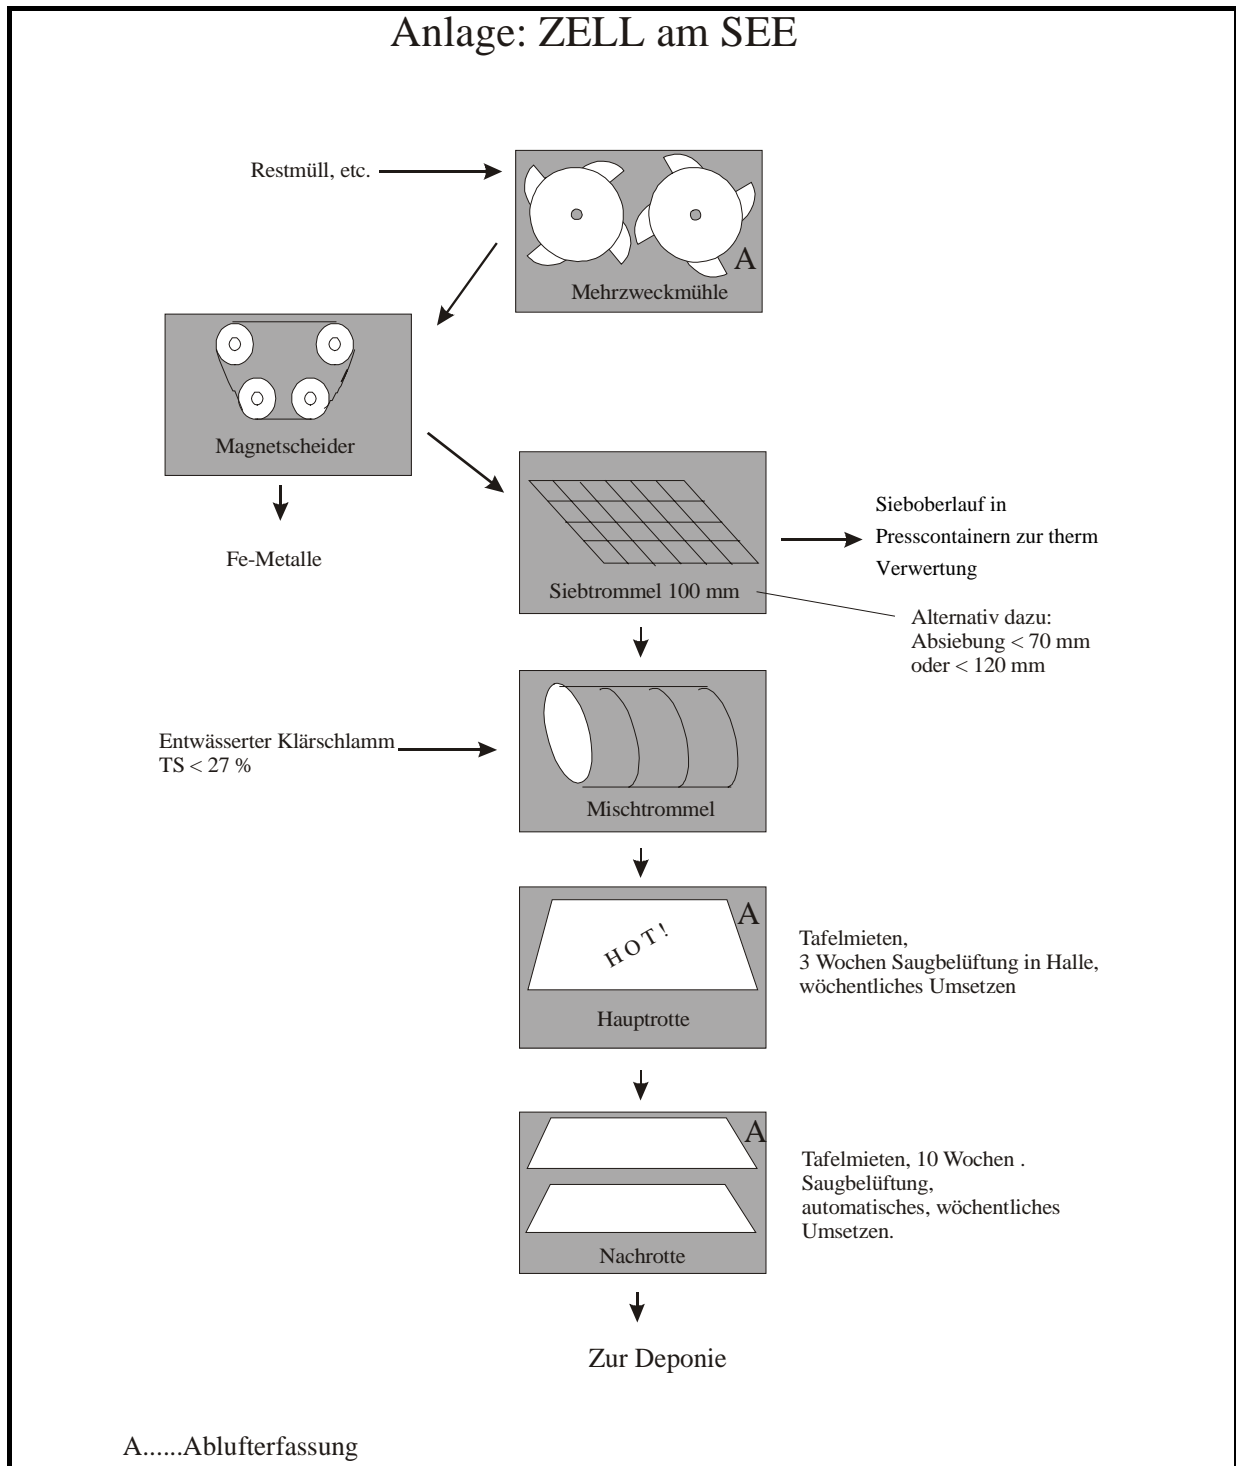 Anlage: ZELL am SEE
Restmüll, etc.
A
Mehrzweckmühle
Magnetscheider
Fe-Metalle
Siebtrommel 100 mm
Sieboberlauf in
Presscontainern zur therm
Verwertung
Alternativ dazu:
Absiebung < 70 mm
oder < 120 mm
Entwässerter Klärschlamm
TS < 27 %
Mischtrommel
A
HOT!
Hauptrotte
Tafelmieten,
3 Wochen Saugbelüftung in Halle,
wöchentliches Umsetzen
A
Nachrotte
Tafelmieten, 10 Wochen .
Saugbelüftung,
automatisches, wöchentliches
Umsetzen.
Zur Deponie
A......Ablufterfassung